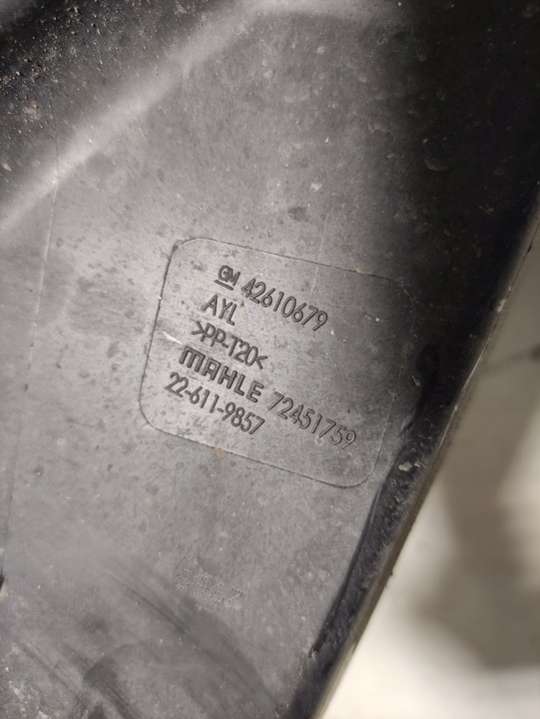 GM 42610679
AYL
>PP-T20<
MAHLE 72451759
22-611-9857